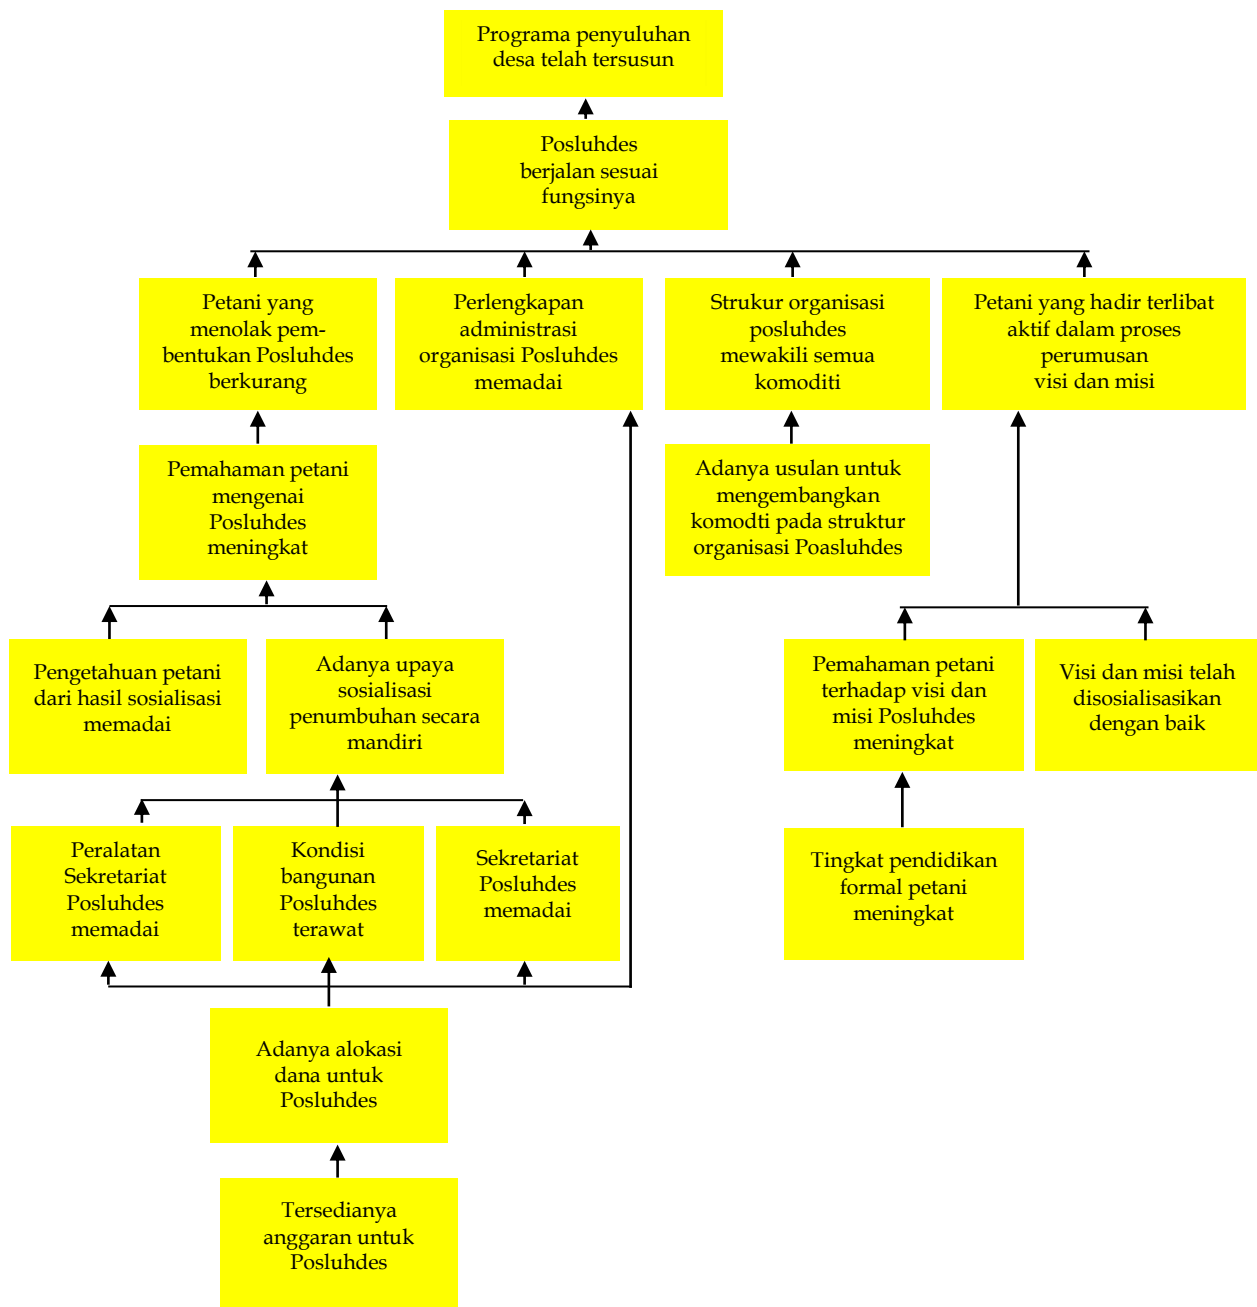 Programa penyuluhan
desa telah tersusun
Posluhdes
berjalan sesuai
fungsinya
Petani yang
menolak pem-
bentukan Posluhdes
berkurang
Perlengkapan
administrasi
organisasi Posluhdes
memadai
Strukur organisasi
posluhdes
mewakili semua
komoditi
Petani yang hadir terlibat
aktif dalam proses
perumusan
visi dan misi
Pemahaman petani
mengenai
Posluhdes
meningkat
Adanya usulan untuk
mengembangkan
komodti pada struktur
organisasi Poasluhdes
Pengetahuan petani
dari hasil sosialisasi
memadai
Adanya upaya
sosialisasi
penumbuhan secara
mandiri
Pemahaman petani
terhadap visi dan
misi Posluhdes
meningkat
Visi dan misi telah
disosialisasikan
dengan baik
Peralatan
Sekretariat
Posluhdes
memadai
Kondisi
bangunan
Posluhdes
terawat
Sekretariat
Posluhdes
memadai
Tingkat pendidikan
formal petani
meningkat
Adanya alokasi
dana untuk
Posluhdes
Tersedianya
anggaran untuk
Posluhdes